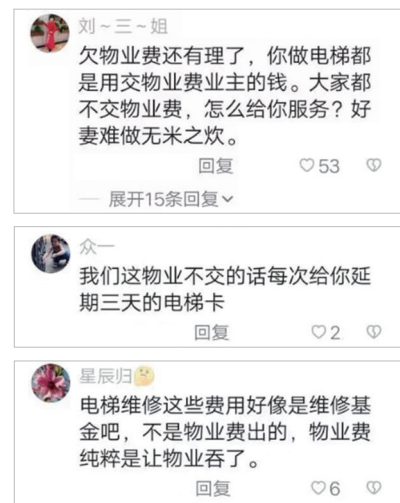 刘～三～姐
欠物业费还有理了，你做电梯都
是用交物业费业主的钱。大家都
不交物业费，怎么给你服务？好
妻难做无米之炊。
回复 53
展开15条回复
众一
我们这物业不交的话每次给你延
期三天的电梯卡
回复 2
星辰归🤔
电梯维修这些费用好像是维修基
金吧，不是物业费出的，物业费
纯粹是让物业吞了。
回复 6